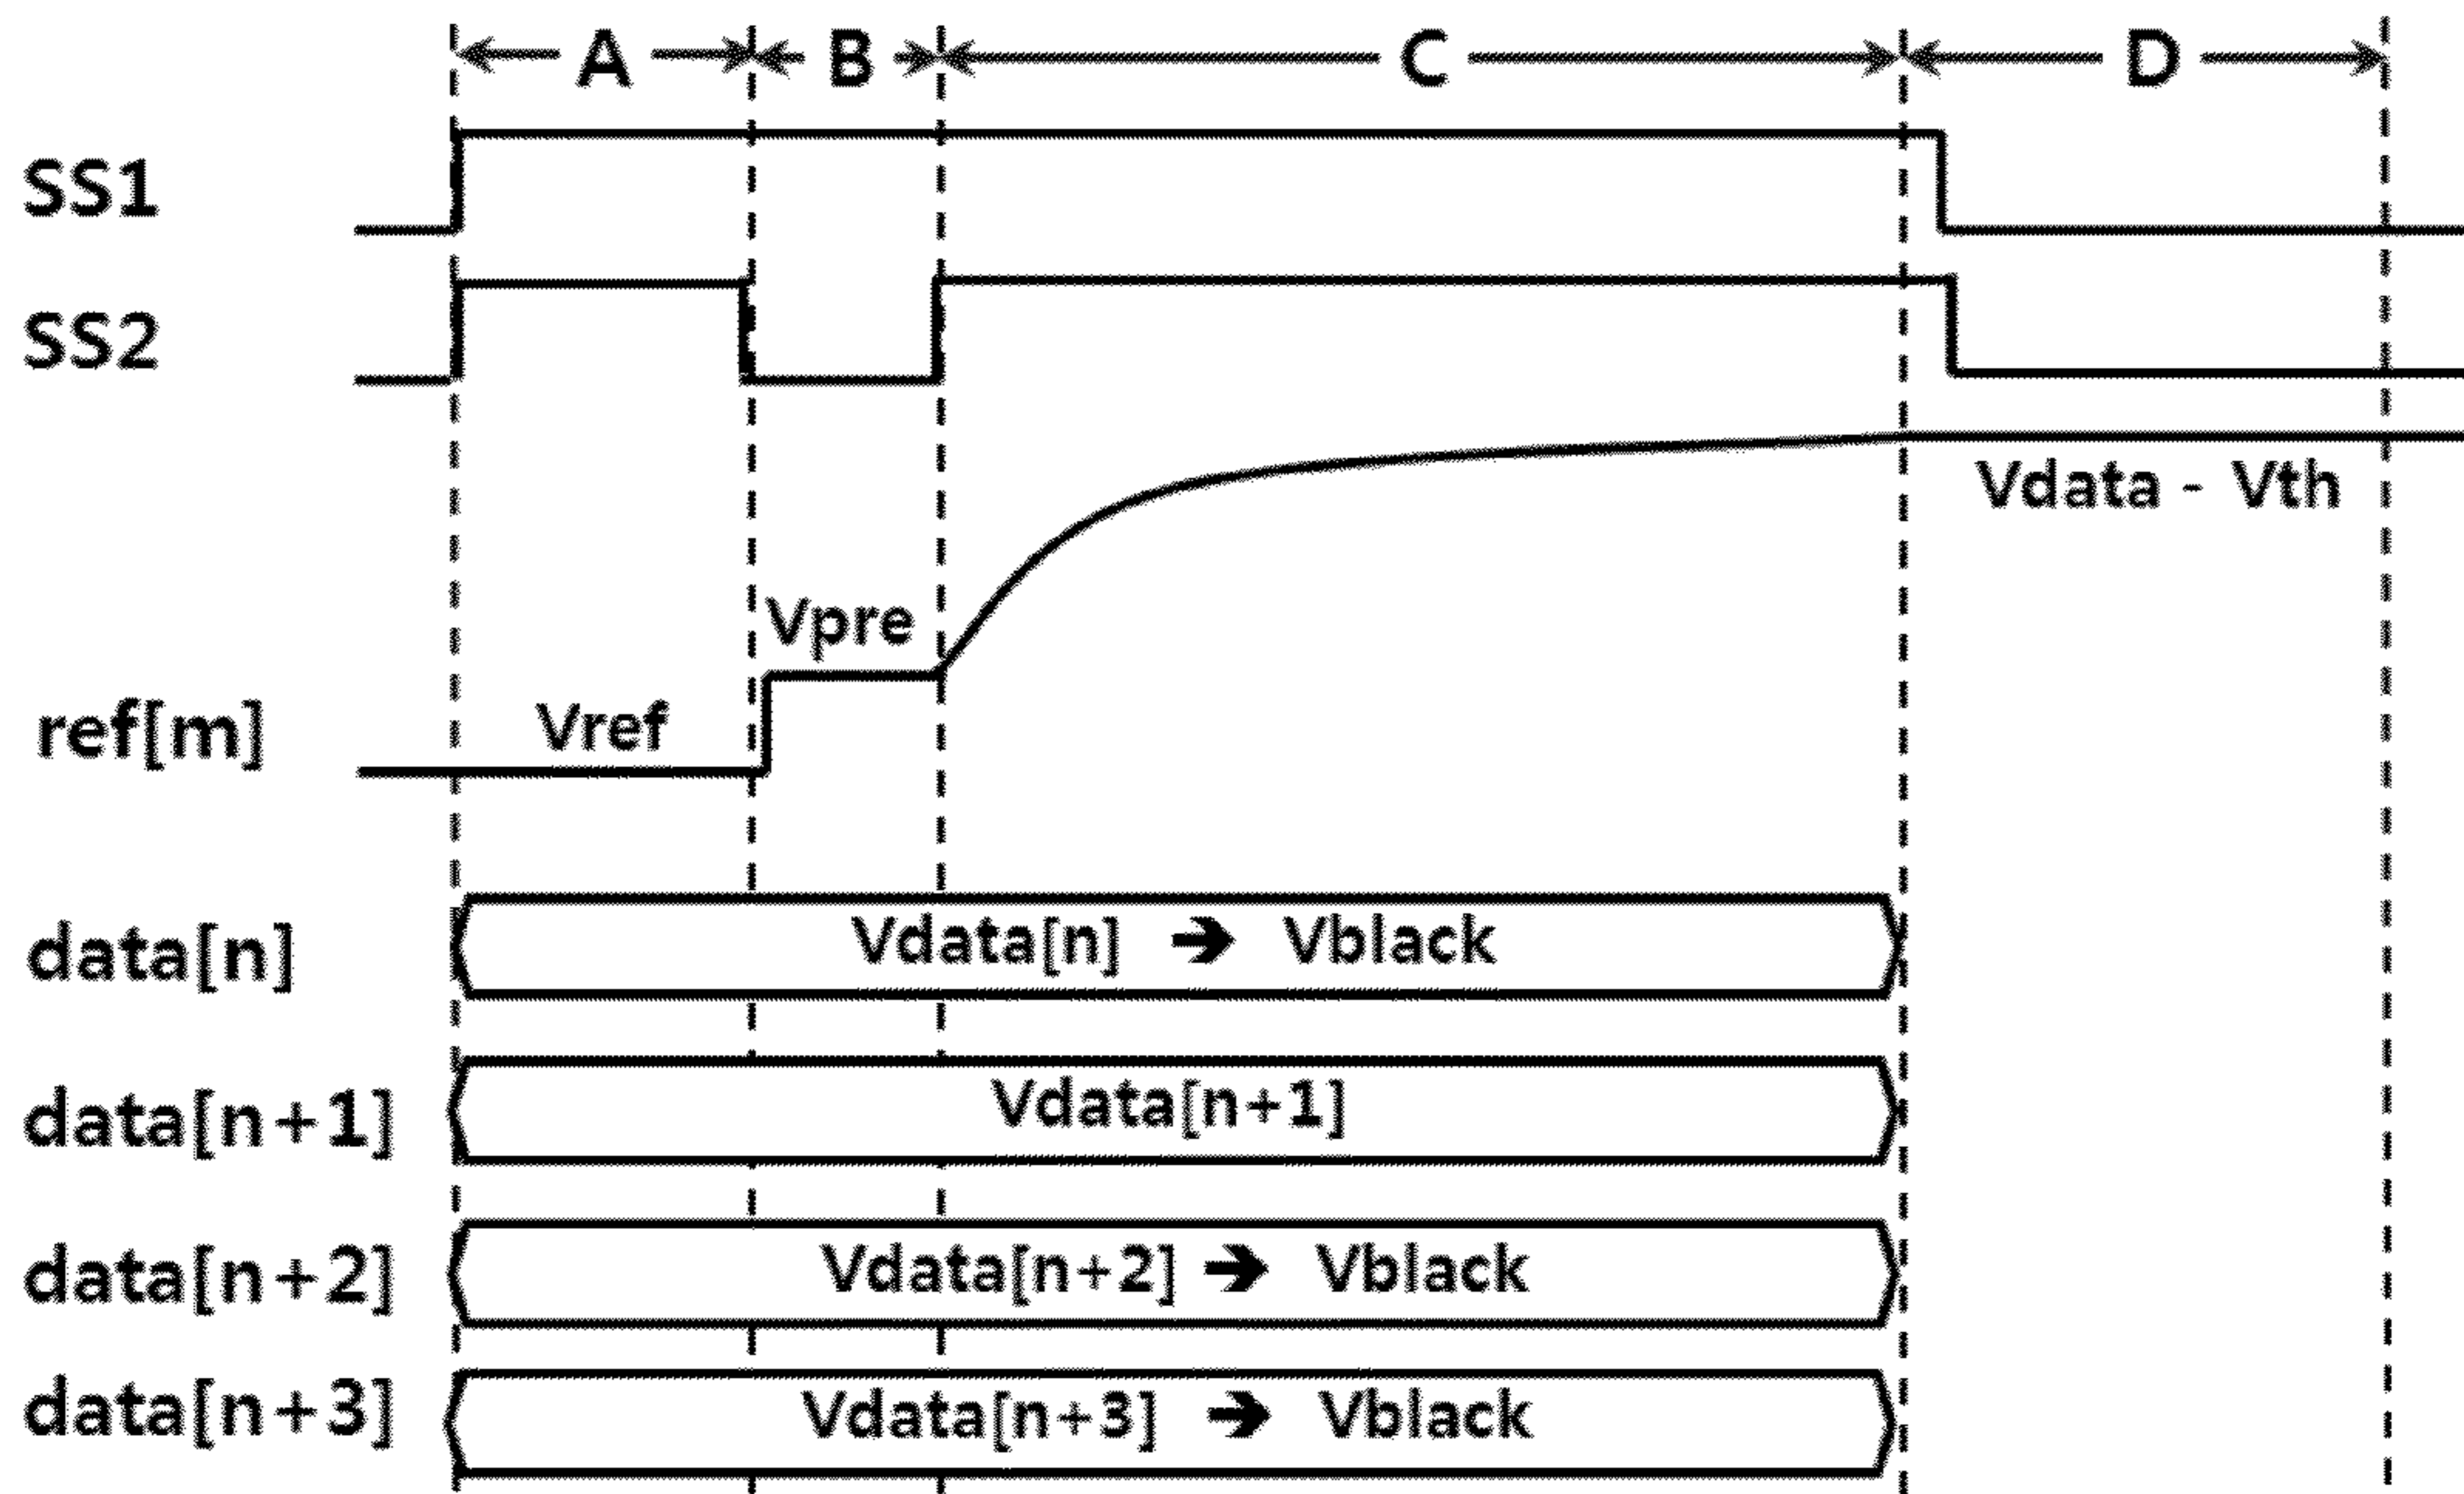 A B C D
SS1
SS2
Vdata - Vth
Vpre
ref[m] Vref
data[n] Vdata[n] ➔ Vblack
data[n+1] Vdata[n+1]
data[n+2] Vdata[n+2] ➔ Vblack
data[n+3] Vdata[n+3] ➔ Vblack